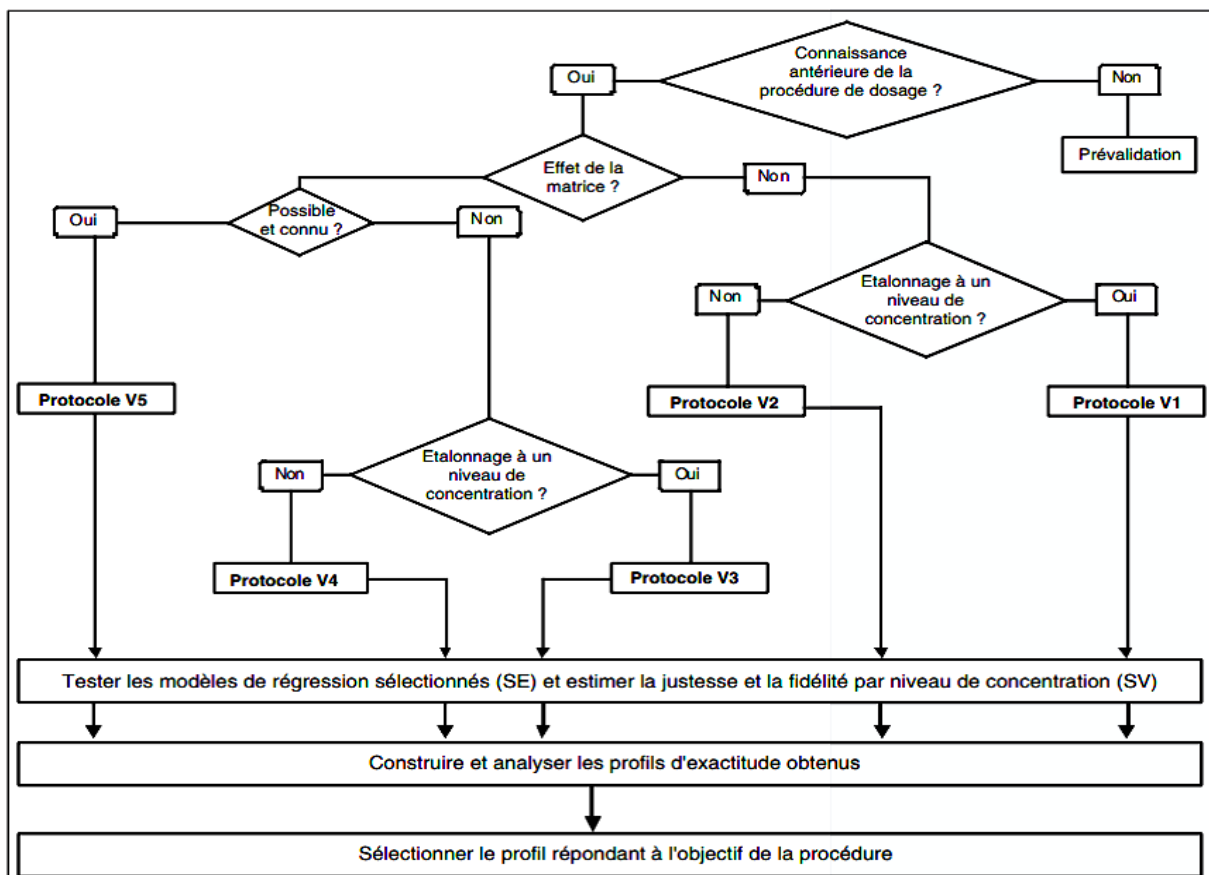 Connaissance
antérieure de la
procédure de dosage ?
Oui
Non
Prévalidation
Effet de la
matrice ?
Non
Possible
et connu ?
Oui
Non
Etalonnage à un
niveau de
concentration ?
Non
Oui
Protocole V5
Protocole V2
Protocole V1
Etalonnage à un
niveau de
concentration ?
Non
Oui
Protocole V4
Protocole V3
Tester les modèles de régression sélectionnés (SE) et estimer la justesse et la fidélité par niveau de concentration (SV)
Construire et analyser les profils d'exactitude obtenus
Sélectionner le profil répondant à l'objectif de la procédure